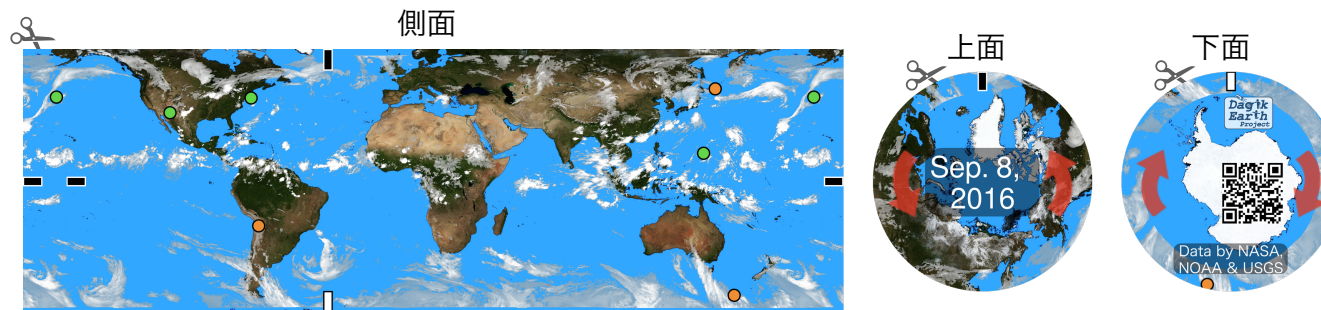 側面
上面
下面
Sep. 8,
2016
Dagik
Earth
Project
Data by NASA,
NOAA & USGS